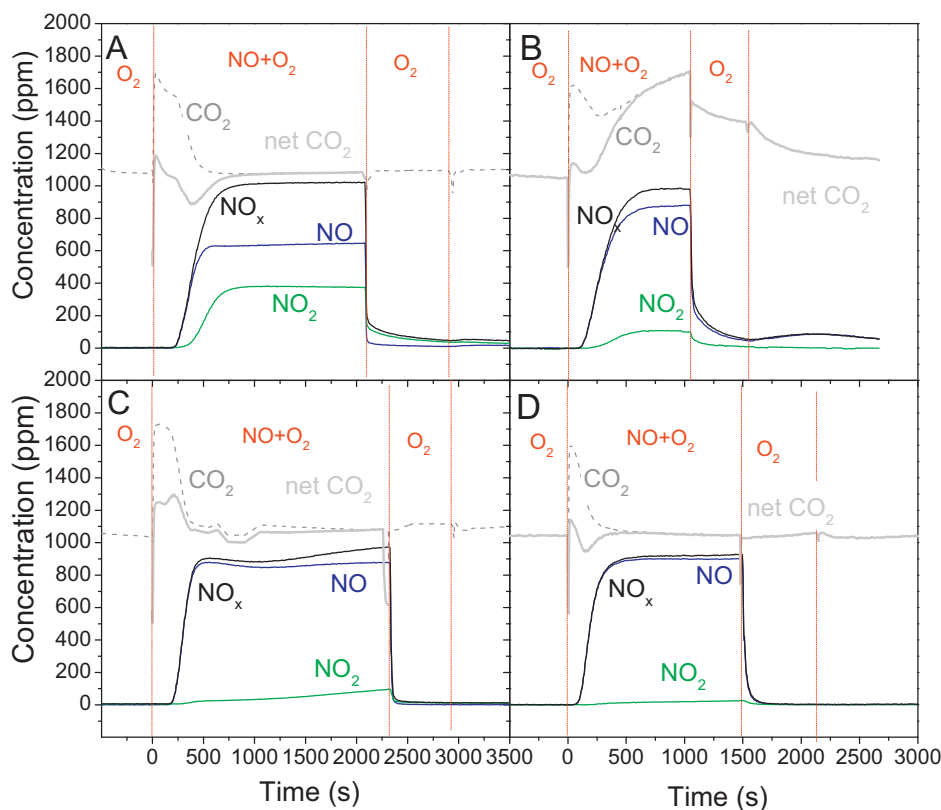 2000
1800
1600
1400
1200
1000
800
600
400
200
0
Concentration (ppm)
A
O₂
NO+O₂
O₂
CO₂
net CO₂
NOₓ
NO
NO₂
B
O₂
NO+O₂
O₂
CO₂
net CO₂
NOₓ
NO
NO₂
2000
1800
1600
1400
1200
1000
800
600
400
200
0
Concentration (ppm)
C
O₂
NO+O₂
O₂
CO₂
net CO₂
NOₓ
NO
NO₂
0 500 1000 1500 2000 2500 3000 3500
Time (s)
D
O₂
NO+O₂
O₂
CO₂
net CO₂
NOₓ
NO
NO₂
0 500 1000 1500 2000 2500 3000
Time (s)